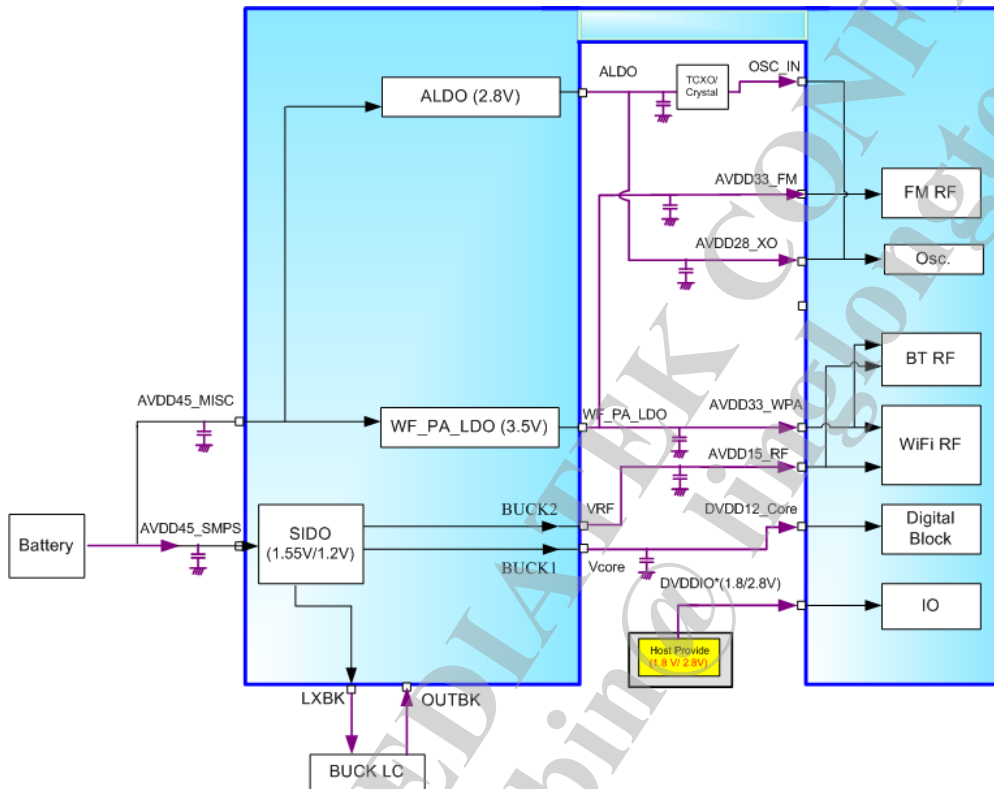 ALDO
OSC_IN
TCXO/
Crystal
ALDO (2.8V)
AVDD33_FM
FM RF
AVDD28_XO
Osc.
BT RF
AVDD45_MISC
WF_PA_LDO (3.5V)
WF_PA_LDO
AVDD33_WPA
WiFi RF
AVDD15_RF
Battery
AVDD45_SMPS
SIDO
(1.55V/1.2V)
BUCK2
VRF
DVDD12_Core
Digital
Block
BUCK1
Vcore
DVDDIO*(1.8/2.8V)
IO
Host Provide
(1.8 V/ 2.8V)
LXBK
OUTBK
BUCK LC